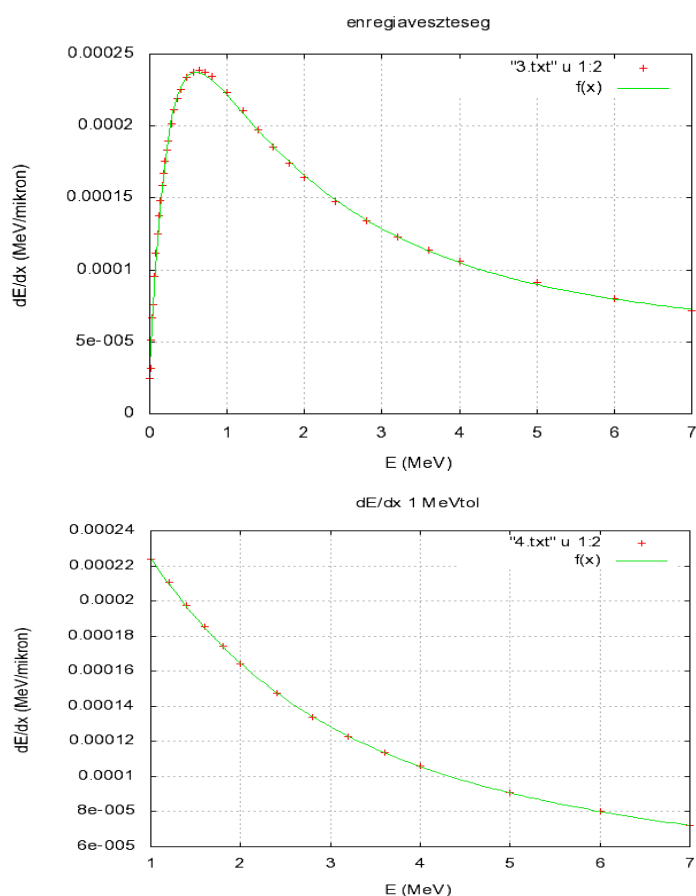 enregiaveszteseg
"3.txt" u 1:2
f(x)
0.00025
0.0002
0.00015
0.0001
5e-005
0
dE/dx (MeV/mikron)
0 1 2 3 4 5 6 7
E (MeV)
dE/dx 1 MeVtol
"4.txt" u 1:2
f(x)
0.00024
0.00022
0.0002
0.00018
0.00016
0.00014
0.00012
0.0001
8e-005
6e-005
dE/dx (MeV/mikron)
1 2 3 4 5 6 7
E (MeV)